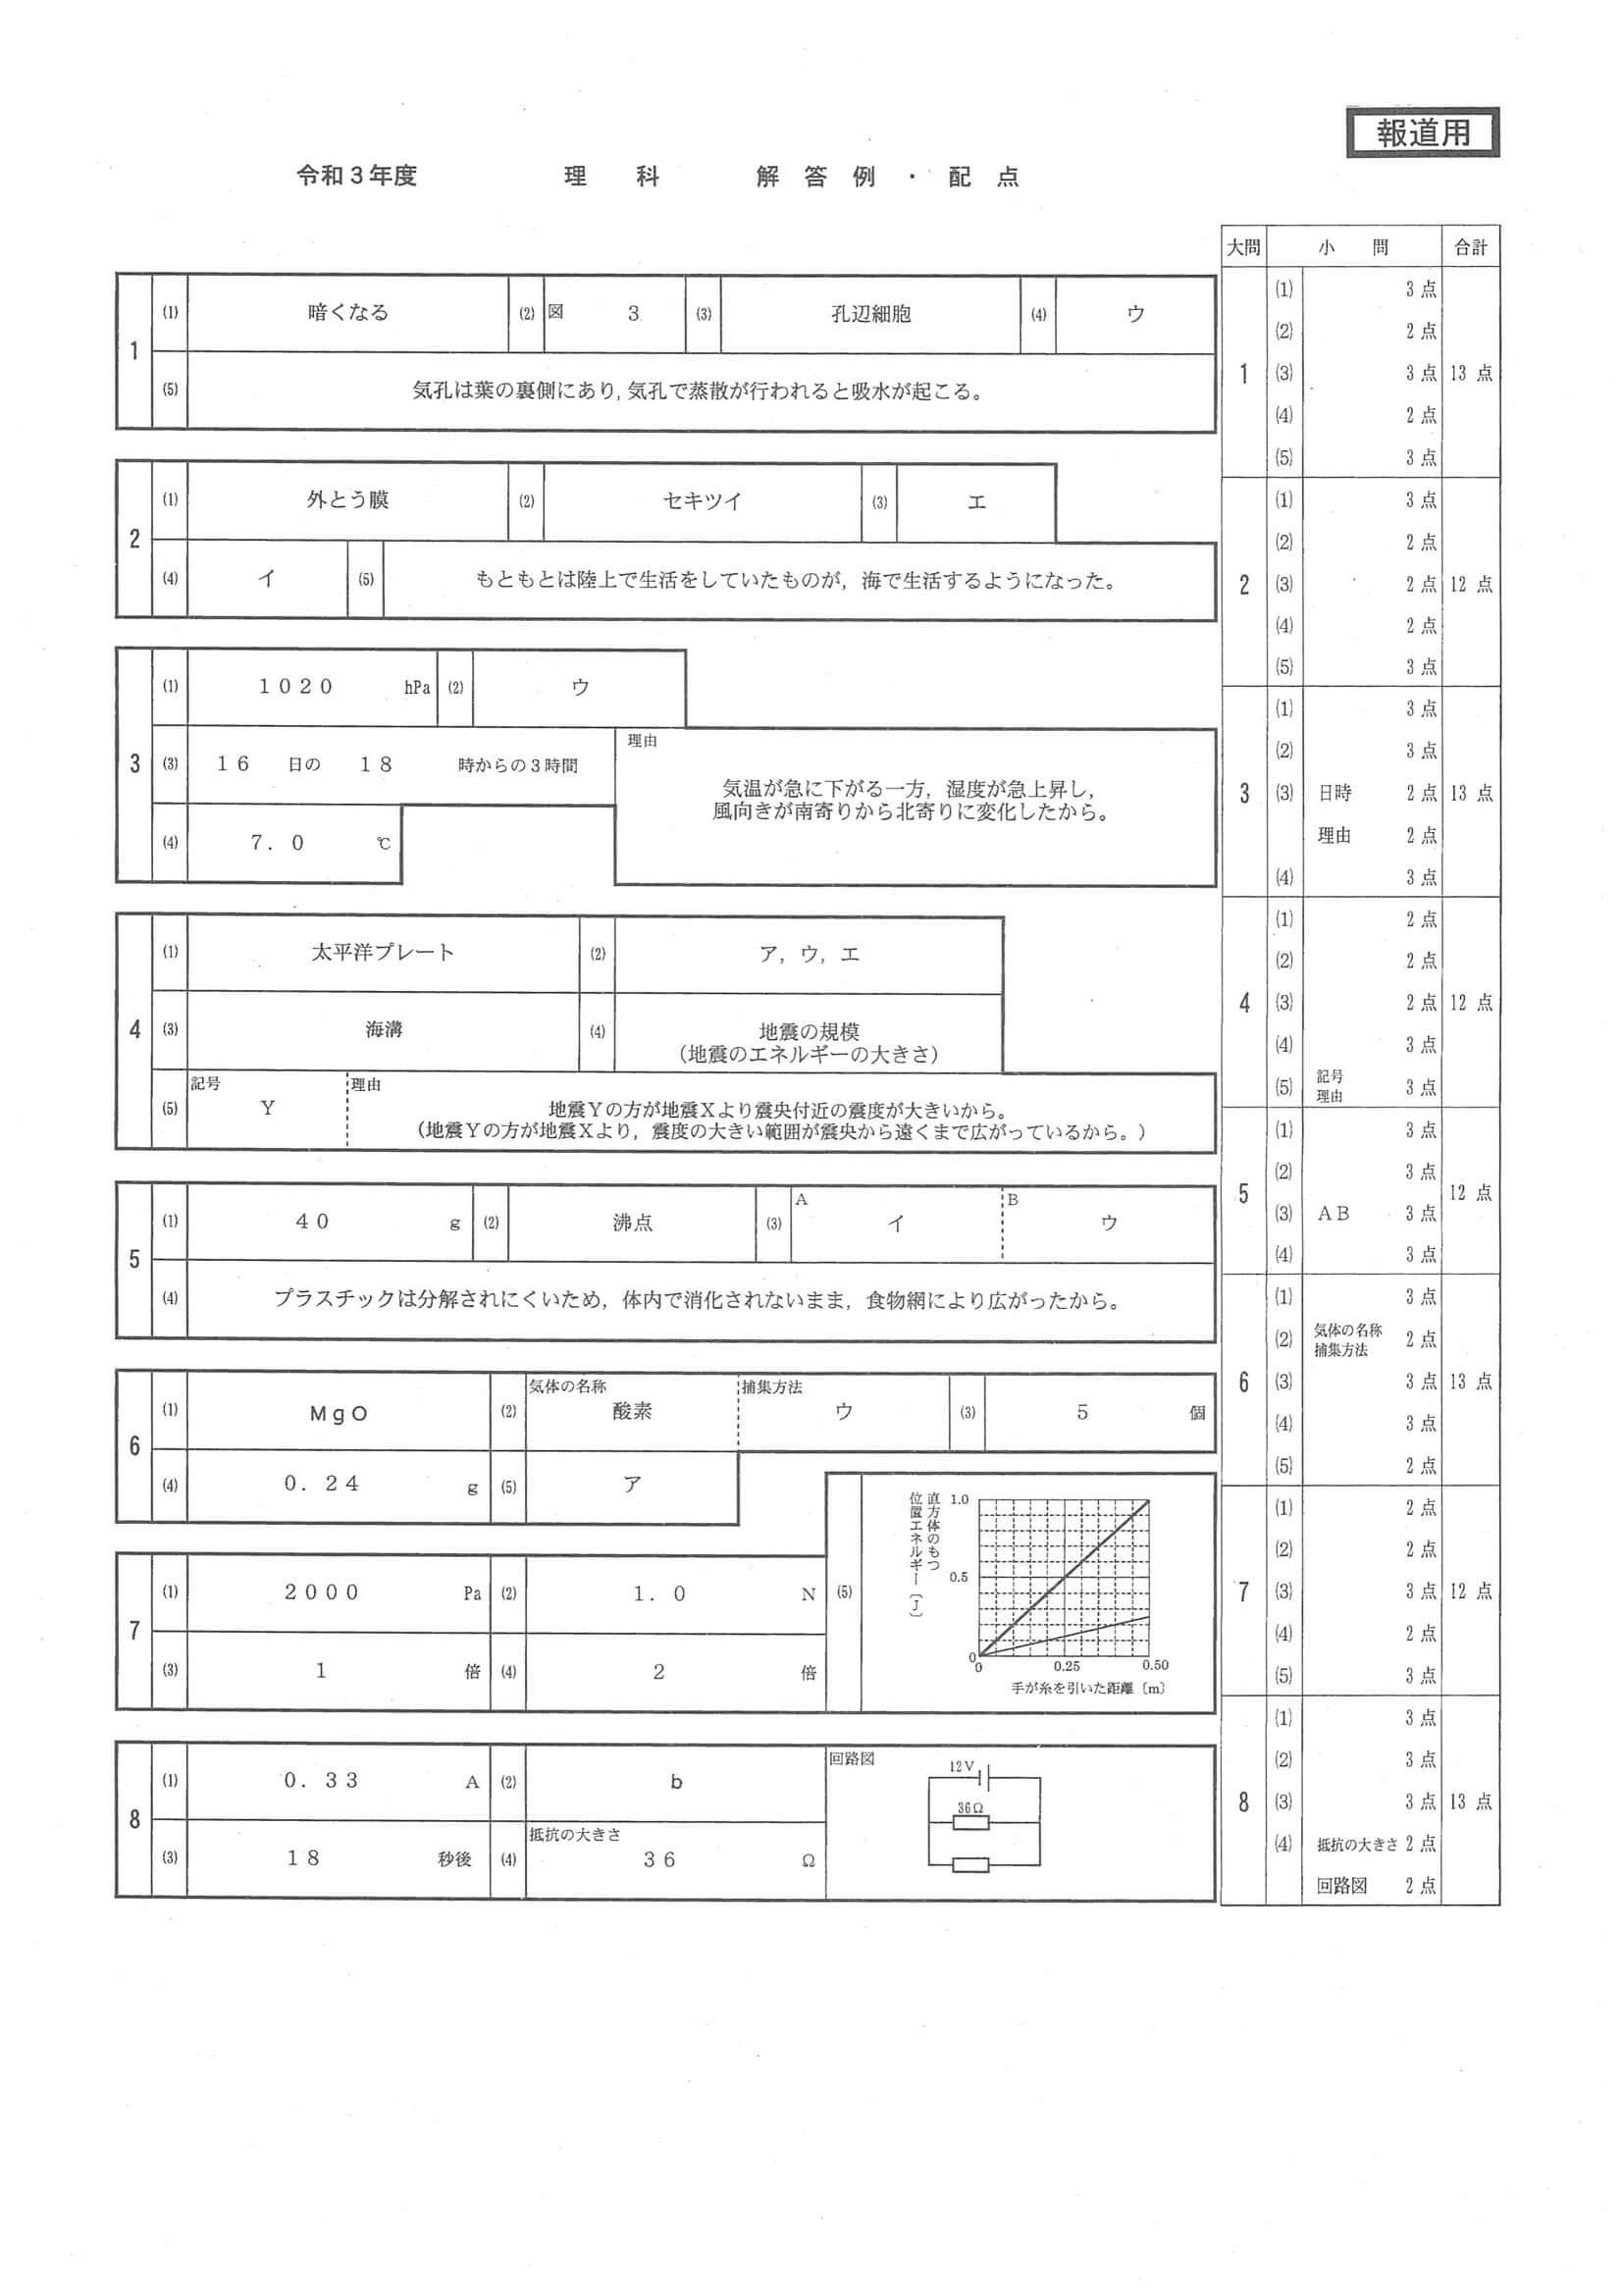 報道用
令和3年度　理　科　解 答 例 ・ 配 点
1
(1) 暗くなる (2) 図 3 (3) 孔辺細胞 (4) ウ
(5) 気孔は葉の裏側にあり,気孔で蒸散が行われると吸水が起こる。
2
(1) 外とう膜 (2) セキツイ (3) エ
(4) イ (5) もともとは陸上で生活をしていたものが，海で生活するようになった。
3
(1) 1020 hPa (2) ウ
(3) 16 日の 18 時からの3時間
理由
気温が急に下がる一方，湿度が急上昇し，
風向きが南寄りから北寄りに変化したから。
(4) 7.0 ℃
4
(1) 太平洋プレート (2) ア，ウ，エ
(3) 海溝 (4) 地震の規模
（地震のエネルギーの大きさ）
(5) 記号 Y 理由
地震Yの方が地震Xより震央付近の震度が大きいから。
（地震Yの方が地震Xより，震度の大きい範囲が震央から遠くまで広がっているから。）
5
(1) 40 g (2) 沸点 (3) A イ B ウ
(4) プラスチックは分解されにくいため，体内で消化されないまま，食物網により広がったから。
6
(1) MgO (2) 気体の名称 酸素 捕集方法 ウ (3) 5 個
(4) 0.24 g (5) ア
7
(1) 2000 Pa (2) 1.0 N
(3) 1 倍 (4) 2 倍
(5)
直方体のもつ
位置エネルギー〔J〕
1.0
0.5
0
0 0.25 0.50
手が糸を引いた距離〔m〕
8
(1) 0.33 A (2) b
(3) 18 秒後 (4) 抵抗の大きさ 36 Ω
回路図
12V
36Ω
大問 小　問 合計
1 (1) 3点
(2) 2点
(3) 3点 13点
(4) 2点
(5) 3点
2 (1) 3点
(2) 2点
(3) 2点 12点
(4) 2点
(5) 3点
3 (1) 3点
(2) 3点
(3) 日時 2点 13点
理由 2点
(4) 3点
4 (1) 2点
(2) 2点
(3) 2点 12点
(4) 3点
(5) 記号
理由 3点
5 (1) 3点
(2) 3点
12点
(3) AB 3点
(4) 3点
6 (1) 3点
(2) 気体の名称
捕集方法 2点
(3) 3点 13点
(4) 3点
(5) 2点
7 (1) 2点
(2) 2点
(3) 3点 12点
(4) 2点
(5) 3点
8 (1) 3点
(2) 3点
(3) 3点 13点
(4) 抵抗の大きさ 2点
回路図 2点